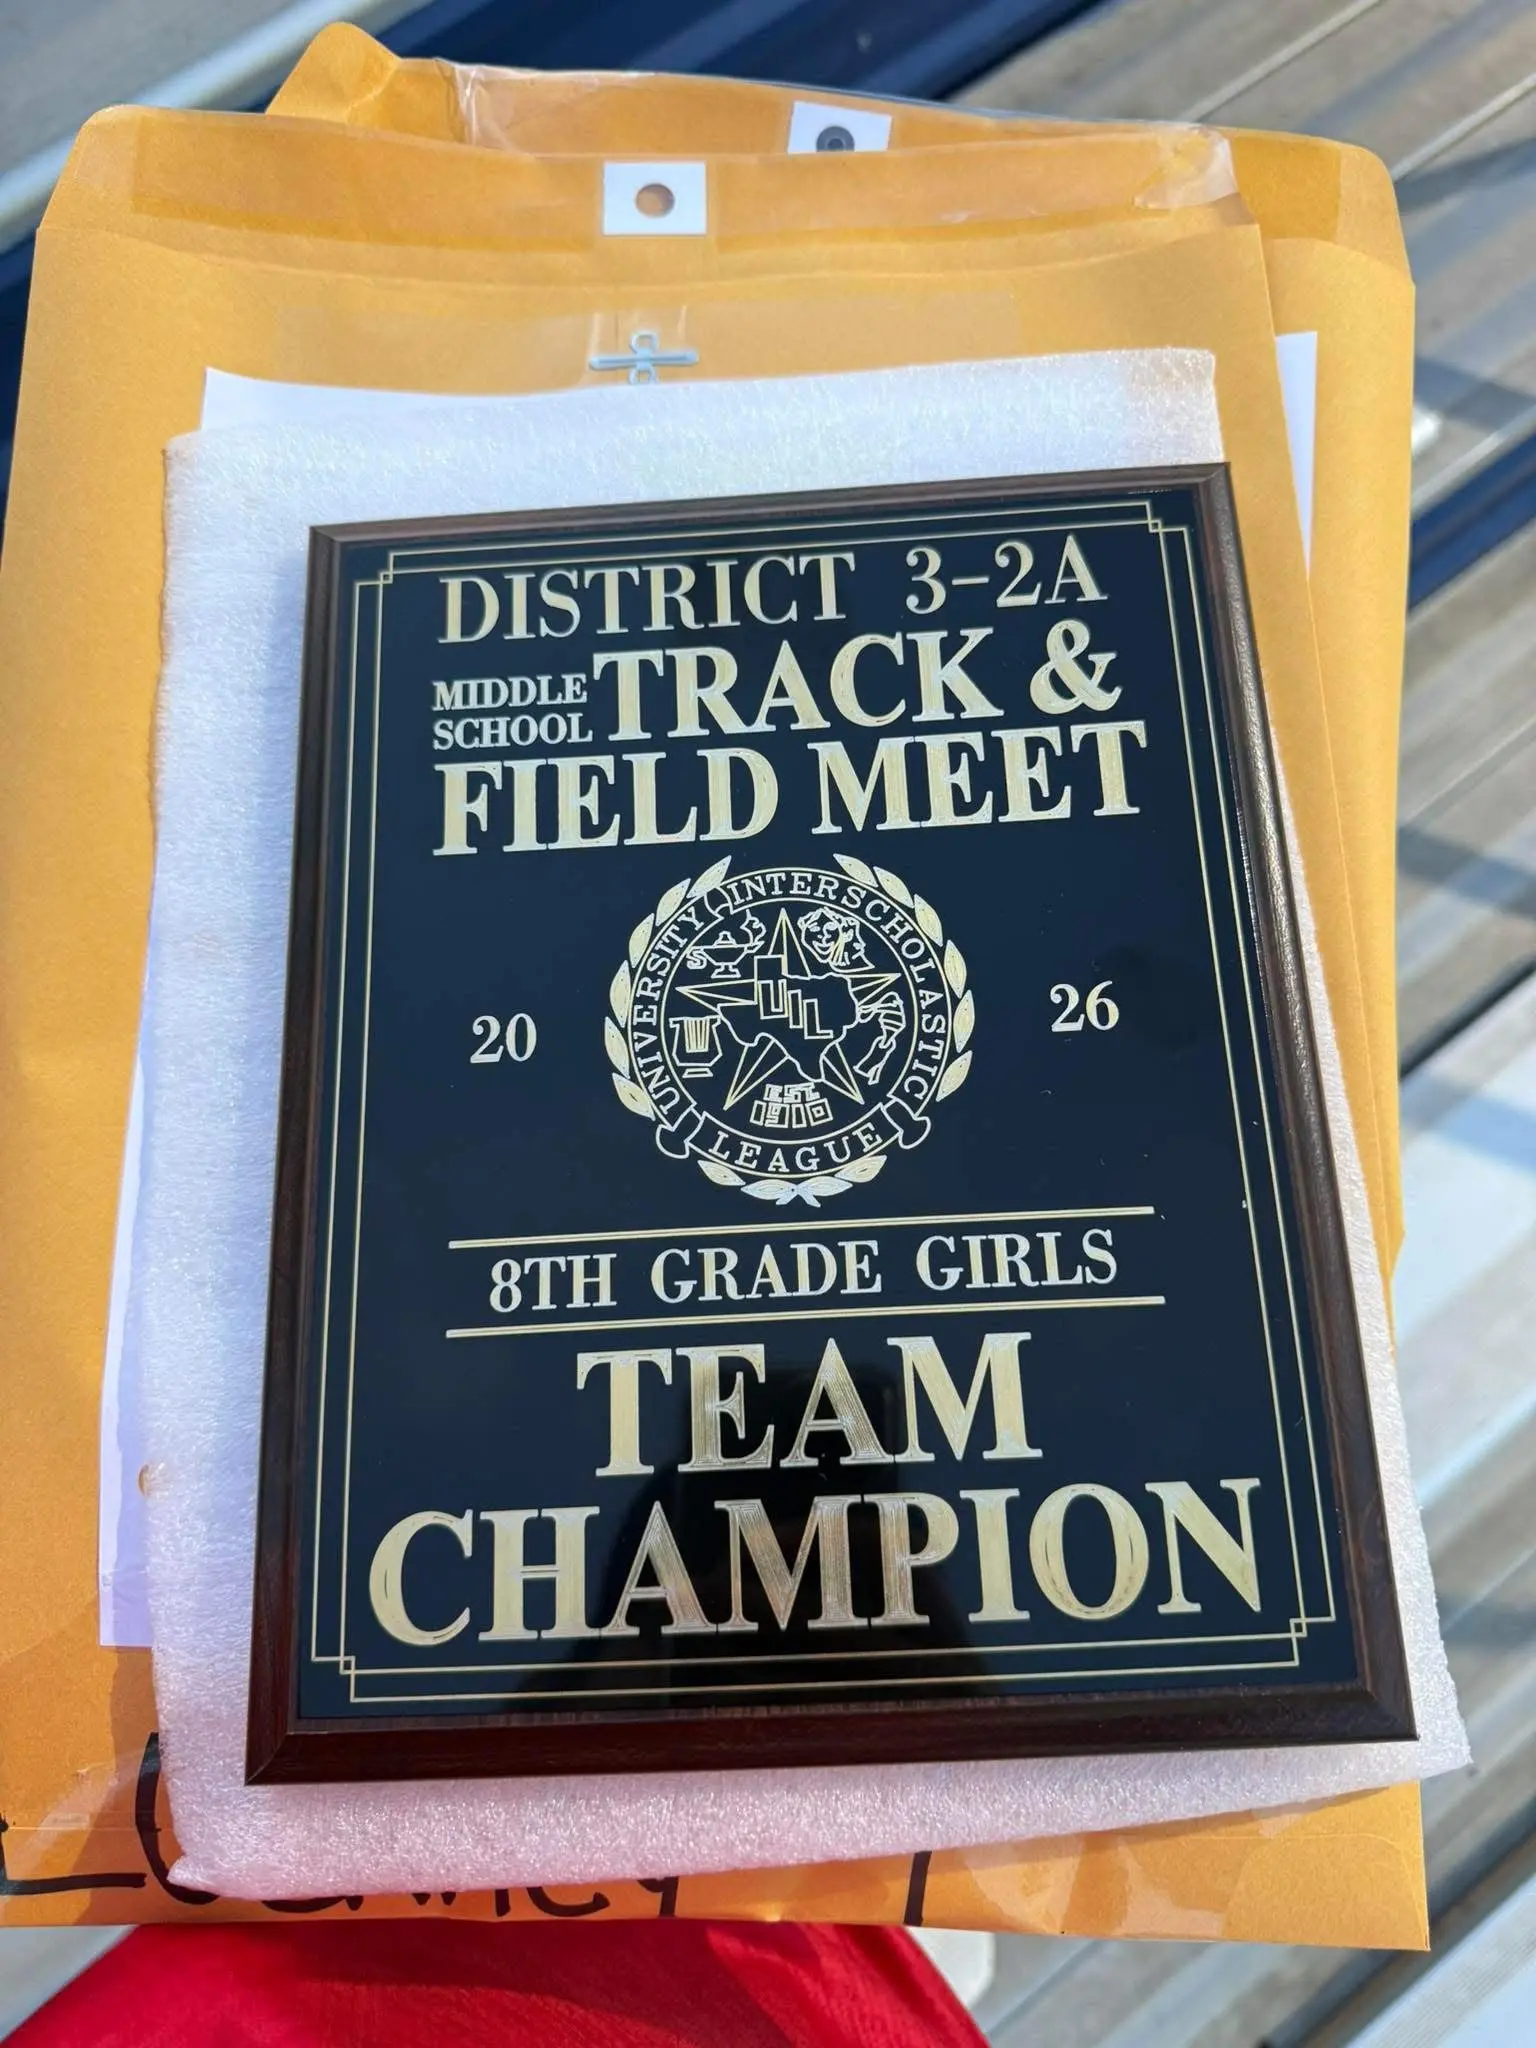 DISTRICT 3-2A
MIDDLE SCHOOL TRACK &
FIELD MEET
UNIVERSITY INTERSCHOLASTIC LEAGUE
UIL
EST
1910
20 26
8TH GRADE GIRLS
TEAM
CHAMPION